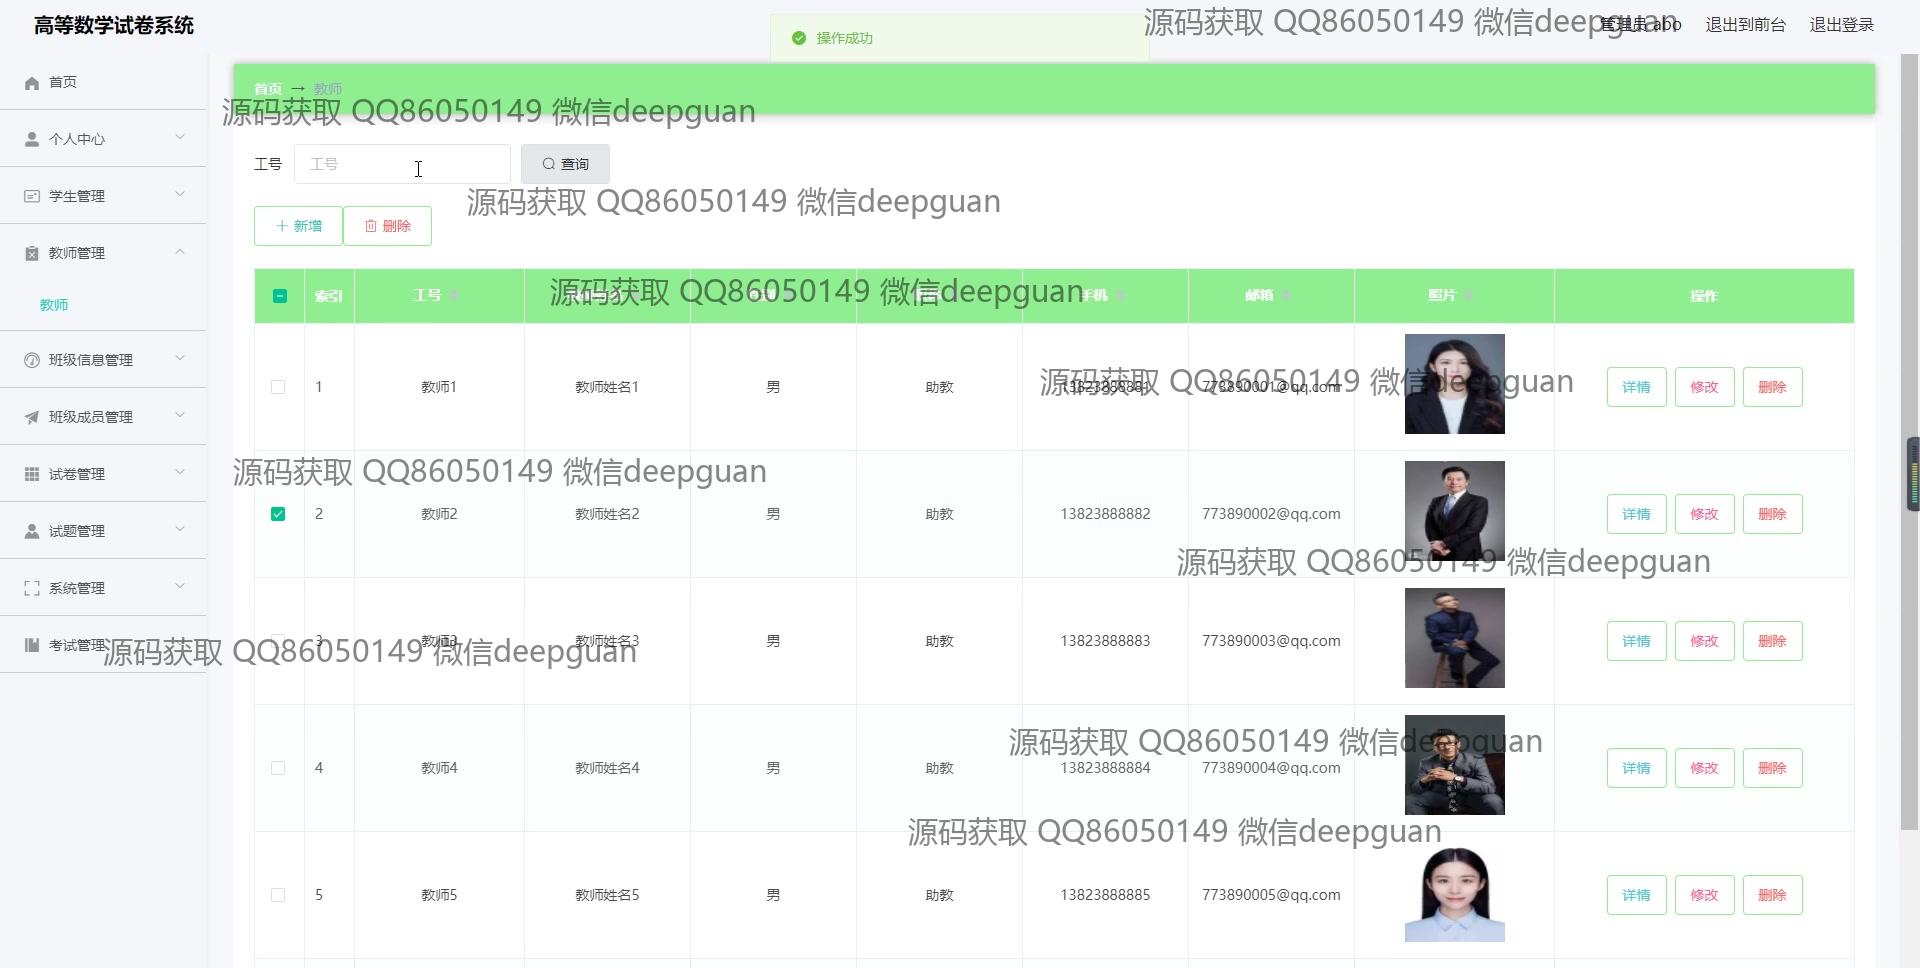 高等数学试卷系统
操作成功
源码获取 QQ86050149 微信deepguan
管理员 abo
退出到前台
退出登录
首页
个人中心
学生管理
教师管理
教师
班级信息管理
班级成员管理
试卷管理
试题管理
系统管理
考试管理
首页 → 教师
源码获取 QQ86050149 微信deepguan
工号 工号 查询
源码获取 QQ86050149 微信deepguan
新增 删除
索引 工号 手机 邮箱 照片 操作
源码获取 QQ86050149 微信deepguan
1 教师1 教师姓名1 男 助教 13823888881 773890001@qq.com 详情 修改 删除
源码获取 QQ86050149 微信deepguan
源码获取 QQ86050149 微信deepguan
2 教师2 教师姓名2 男 助教 13823888882 773890002@qq.com 详情 修改 删除
源码获取 QQ86050149 微信deepguan
3 教师3 教师姓名3 男 助教 13823888883 773890003@qq.com 详情 修改 删除
源码获取 QQ86050149 微信deepguan
源码获取 QQ86050149 微信deepguan
4 教师4 教师姓名4 男 助教 13823888884 773890004@qq.com 详情 修改 删除
源码获取 QQ86050149 微信deepguan
5 教师5 教师姓名5 男 助教 13823888885 773890005@qq.com 详情 修改 删除